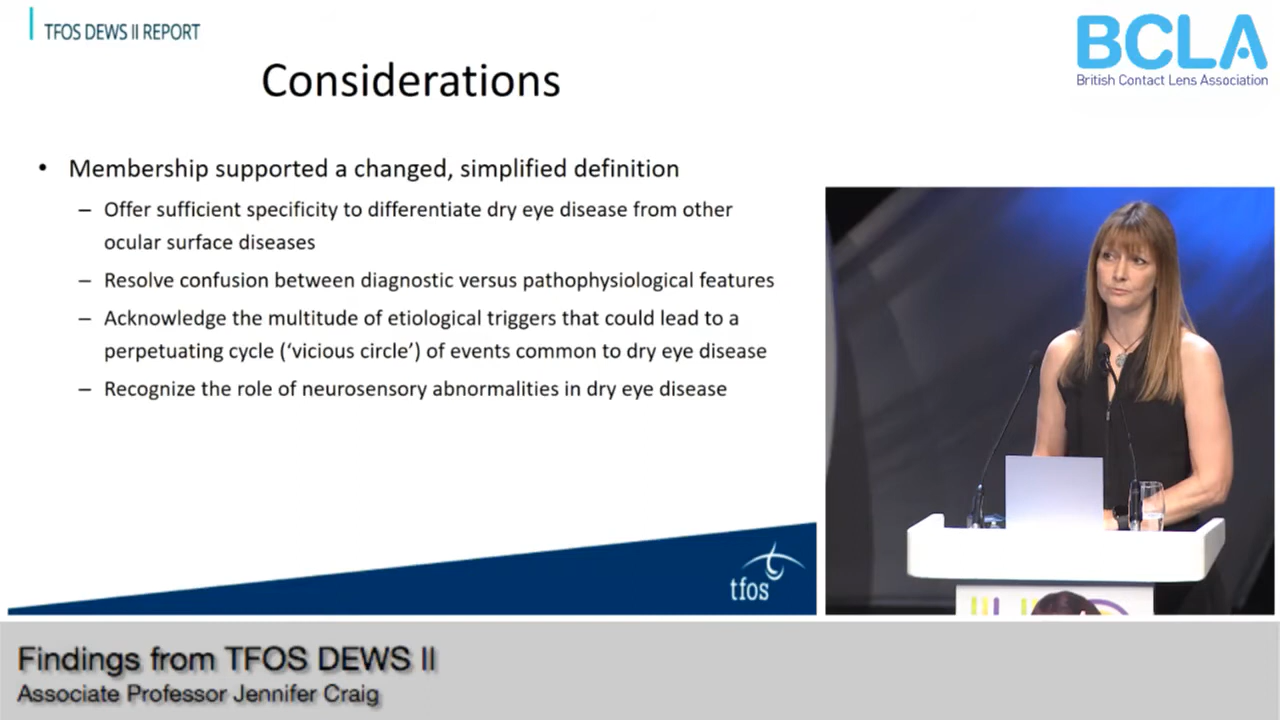 TFOS DEWS II REPORT
BCLA
British Contact Lens Association
Considerations
• Membership supported a changed, simplified definition
– Offer sufficient specificity to differentiate dry eye disease from other
ocular surface diseases
– Resolve confusion between diagnostic versus pathophysiological features
– Acknowledge the multitude of etiological triggers that could lead to a
perpetuating cycle (‘vicious circle’) of events common to dry eye disease
– Recognize the role of neurosensory abnormalities in dry eye disease
tfos
Findings from TFOS DEWS II
Associate Professor Jennifer Craig